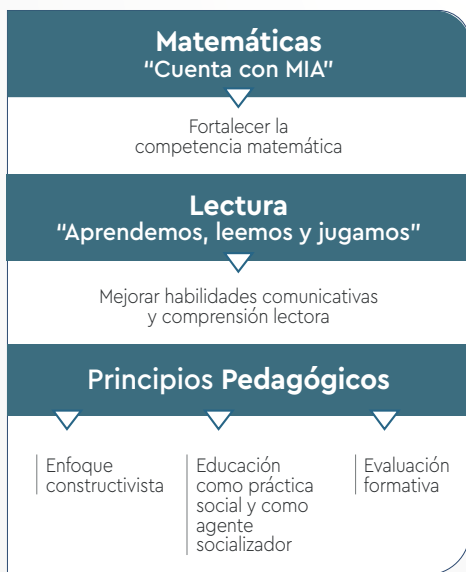 Matemáticas
“Cuenta con MIA”
Fortalecer la
competencia matemática
Lectura
“Aprendemos, leemos y jugamos”
Mejorar habilidades comunicativas
y comprensión lectora
Principios Pedagógicos
Enfoque
constructivista
Educación
como práctica
social y como
agente
socializador
Evaluación
formativa